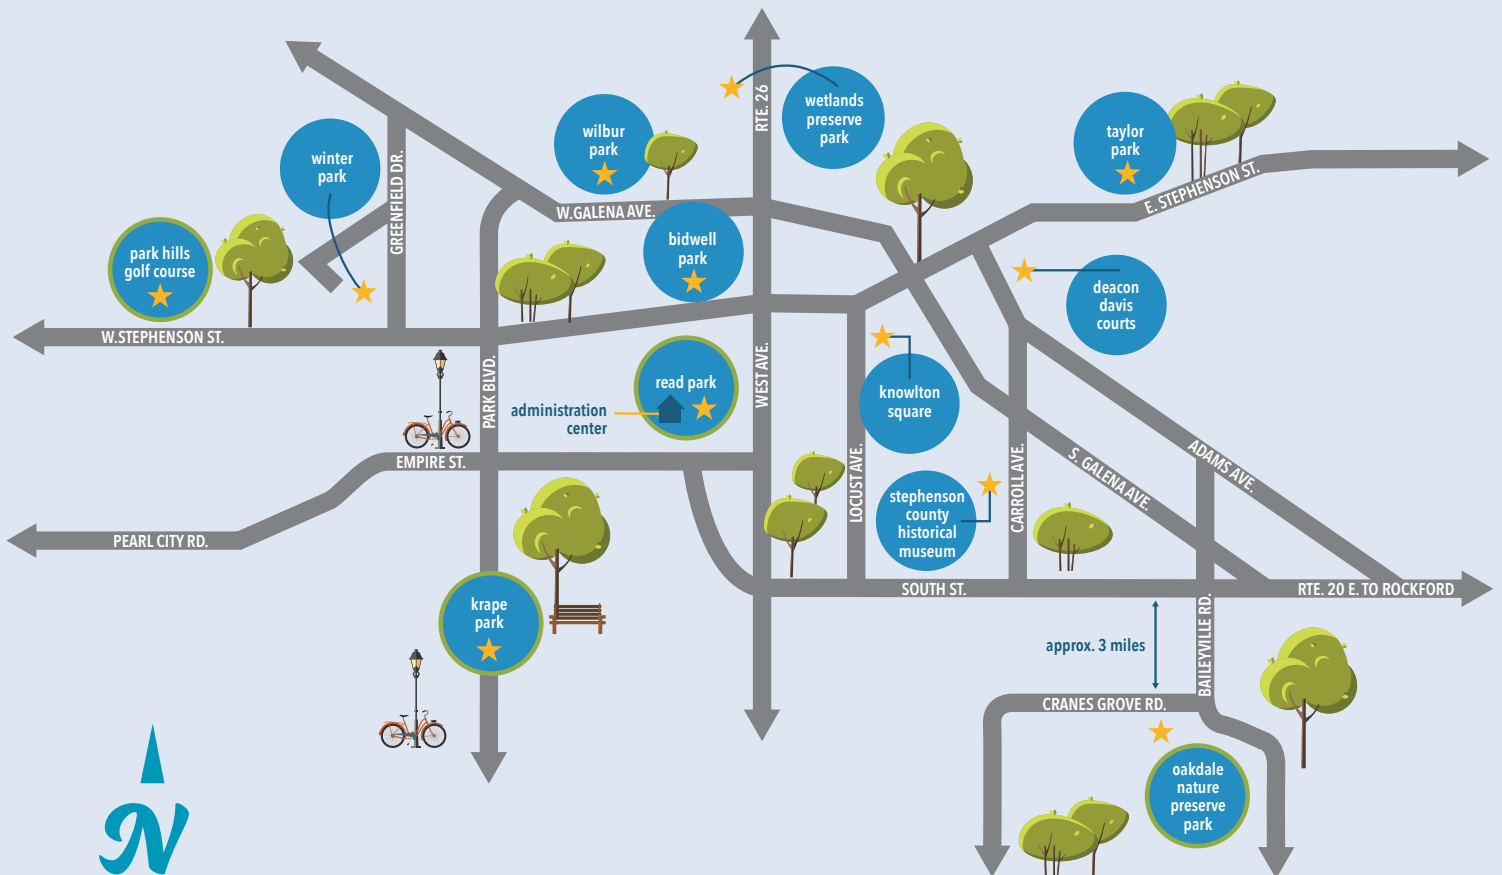 RTE. 26
wetlands
preserve
park
wilbur
park
taylor
park
winter
park
GREENFIELD DR.
E. STEPHENSON ST.
W.GALENA AVE.
park hills
golf course
bidwell
park
deacon
davis
courts
W.STEPHENSON ST.
PARK BLVD.
WEST AVE.
read park
administration
center
knowlton
square
EMPIRE ST.
LOCUST AVE.
CARROLL AVE.
S. GALENA AVE.
ADAMS AVE.
stephenson
county
historical
museum
PEARL CITY RD.
SOUTH ST.
RTE. 20 E. TO ROCKFORD
krape
park
approx. 3 miles
BAILEYVILLE RD.
CRANES GROVE RD.
oakdale
nature
preserve
park
N